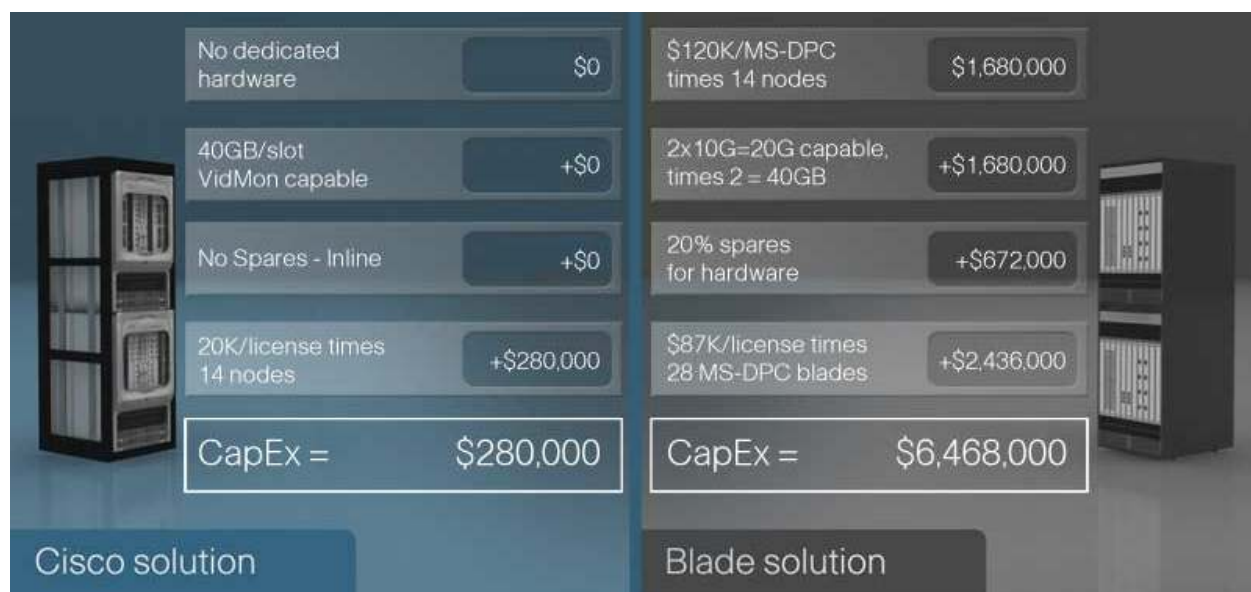 No dedicated
hardware
$0
40GB/slot
VidMon capable
+$0
No Spares - Inline
+$0
20K/license times
14 nodes
+$280,000
CapEx =
$280,000
Cisco solution
$120K/MS-DPC
times 14 nodes
$1,680,000
2x10G=20G capable,
times 2 = 40GB
+$1,680,000
20% spares
for hardware
+$672,000
$87K/license times
28 MS-DPC blades
+$2,436,000
CapEx =
$6,468,000
Blade solution